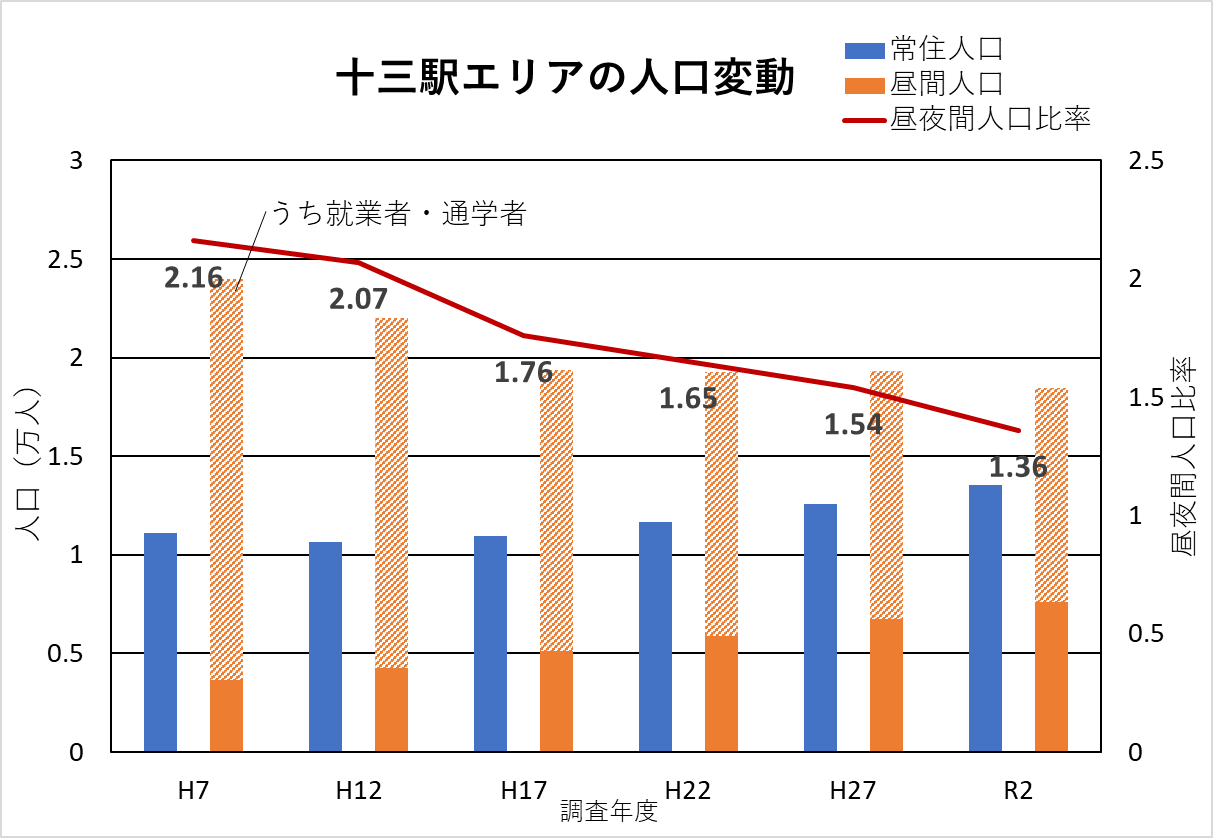 十三駅エリアの人口変動
常住人口
昼間人口
昼夜間人口比率
3
2.5
2
1.5
1
0.5
0
人口（万人）
うち就業者・通学者
2.16
2.07
1.76
1.65
1.54
1.36
2.5
2
1.5
1
0.5
0
昼夜間人口比率
H7
H12
H17
H22
H27
R2
調査年度